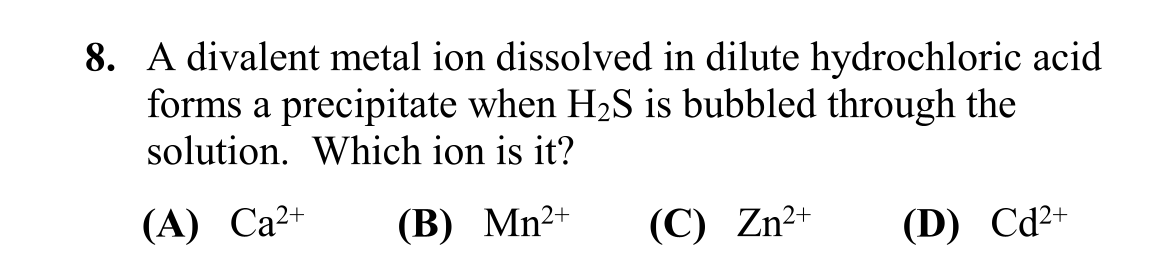 8. A divalent metal ion dissolved in dilute hydrochloric acid
forms a precipitate when H₂S is bubbled through the
solution. Which ion is it?
(A) Ca²⁺ (B) Mn²⁺ (C) Zn²⁺ (D) Cd²⁺